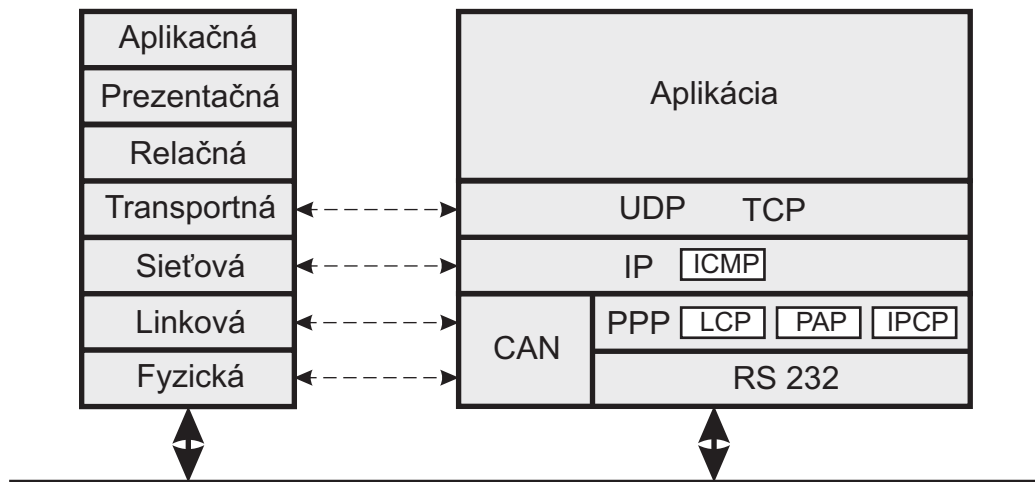 Aplikačná
Prezentačná
Relačná
Transportná
Sieťová
Linková
Fyzická
Aplikácia
UDP TCP
IP ICMP
CAN
PPP LCP PAP IPCP
RS 232